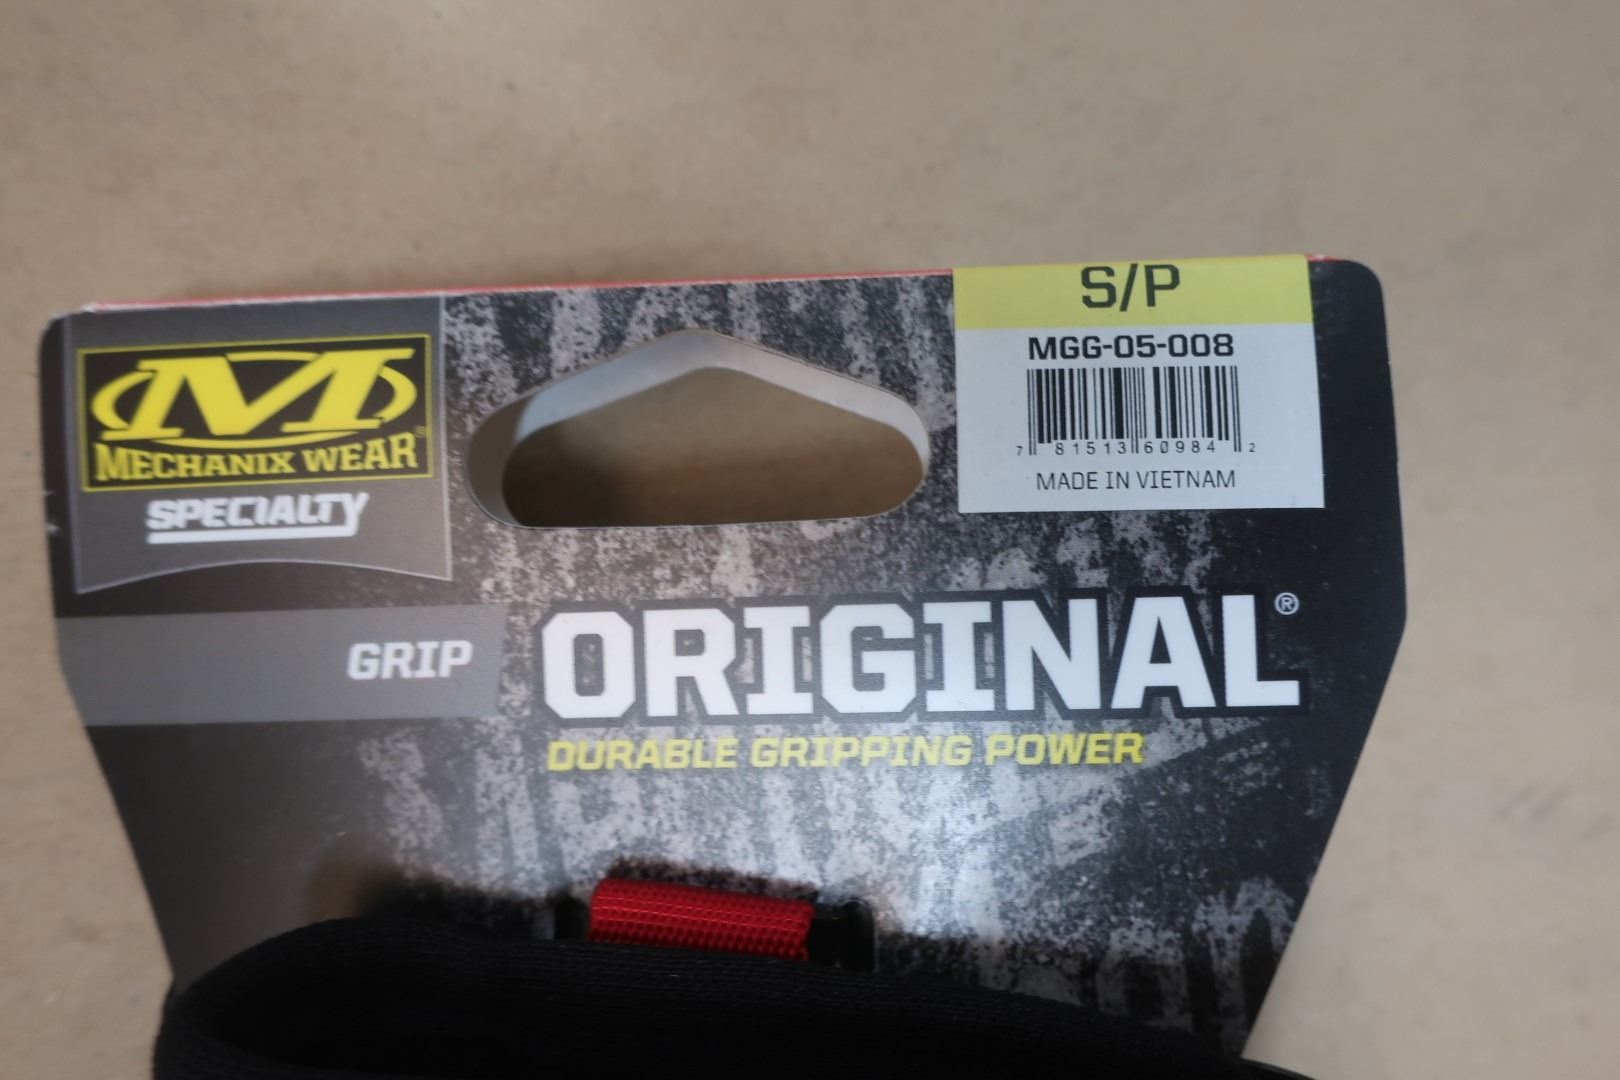 S/P
MGG-05-008
7 81513 60984 2
MADE IN VIETNAM
M
MECHANIX WEAR®
SPECIALTY
GRIP
ORIGINAL®
DURABLE GRIPPING POWER